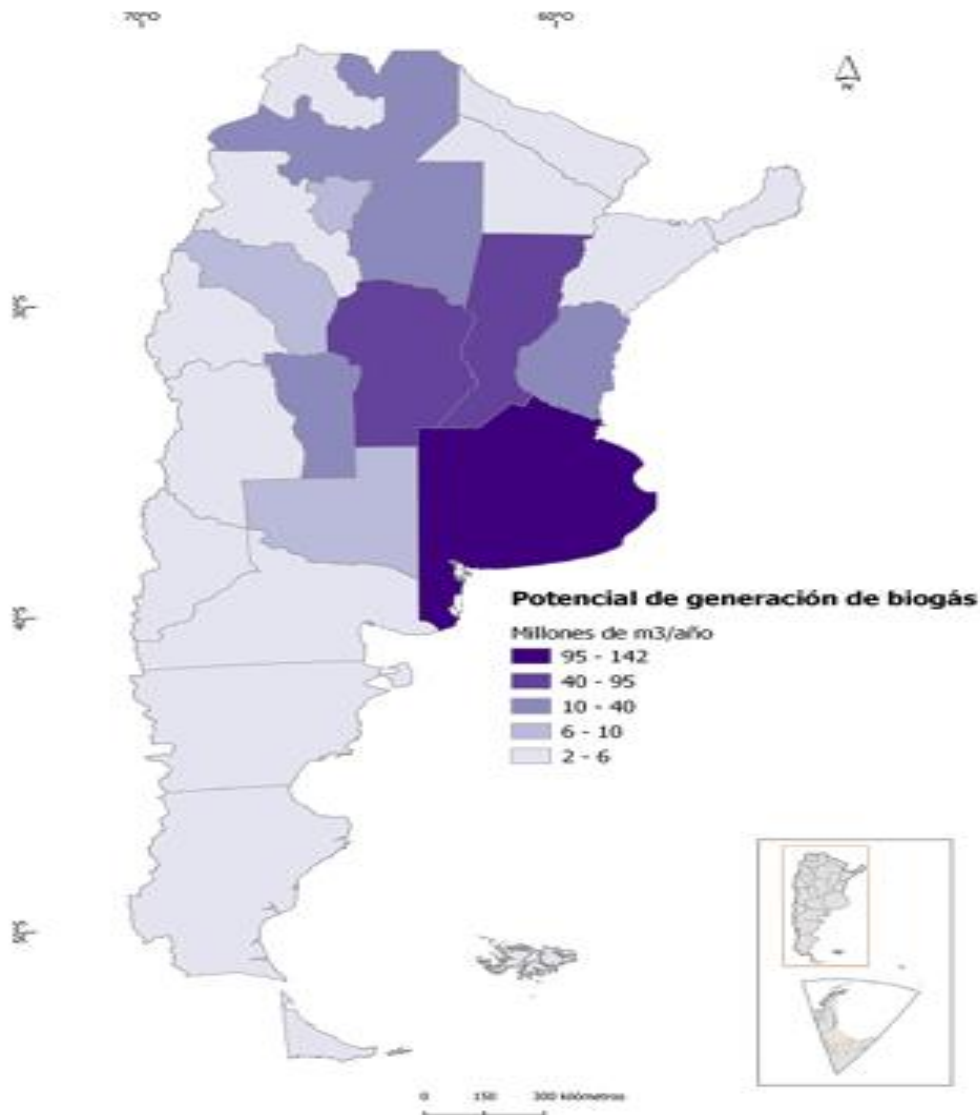 70°O 60°O
N
30°S
Potencial de generación de biogás
40°S
Millones de m3/año
95 - 142
40 - 95
10 - 40
6 - 10
2 - 6
50°S
0 150 300 kilómetros